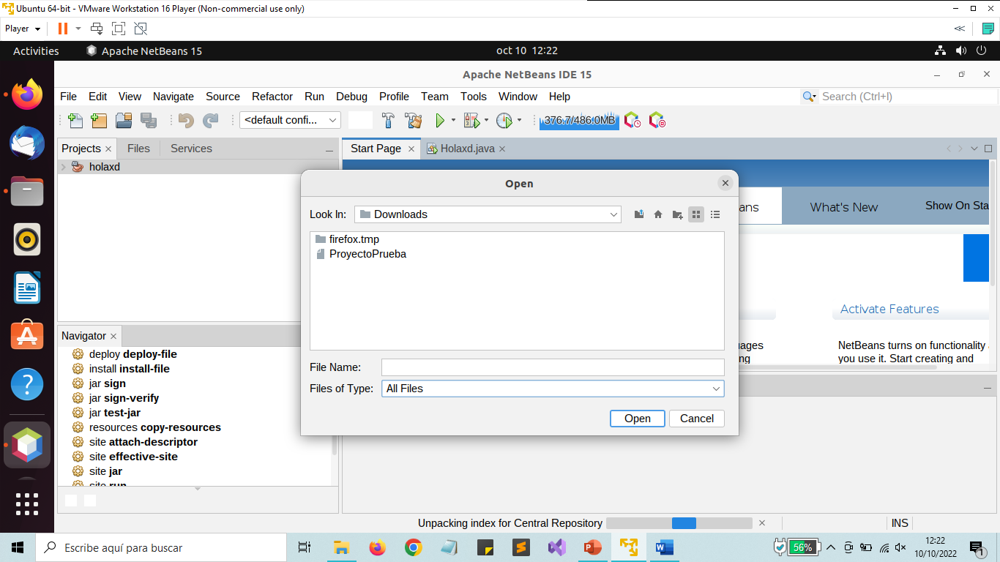 Ubuntu 64-bit - VMware Workstation 16 Player (Non-commercial use only)
Player
Activities
Apache NetBeans 15
oct 10 12:22
Apache NetBeans IDE 15
File Edit View Navigate Source Refactor Run Debug Profile Team Tools Window Help
Search (Ctrl+I)
<default confi...
376.7/486.0MB
Projects
Files
Services
Start Page
Holaxd.java
holaxd
Open
Look In:
Downloads
firefox.tmp
ProyectoPrueba
File Name:
Files of Type:
All Files
Open
Cancel
ans
What's New
Show On Sta
Activate Features
uages
ng
NetBeans turns on functionality
you use it. Start creating and
Navigator
deploy deploy-file
install install-file
jar sign
jar sign-verify
jar test-jar
resources copy-resources
site attach-descriptor
site effective-site
site jar
site run
Unpacking index for Central Repository
INS
Escribe aquí para buscar
56%
12:22
10/10/2022
1